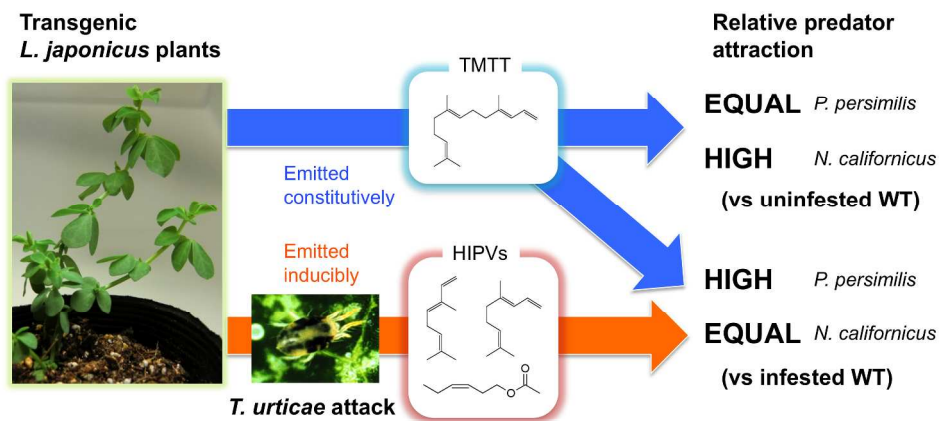 Transgenic
L. japonicus plants
Relative predator
attraction
TMTT
EQUAL P. persimilis
HIGH N. californicus
(vs uninfested WT)
Emitted
constitutively
Emitted
inducibly
HIPVs
O
O
HIGH P. persimilis
EQUAL N. californicus
(vs infested WT)
T. urticae attack